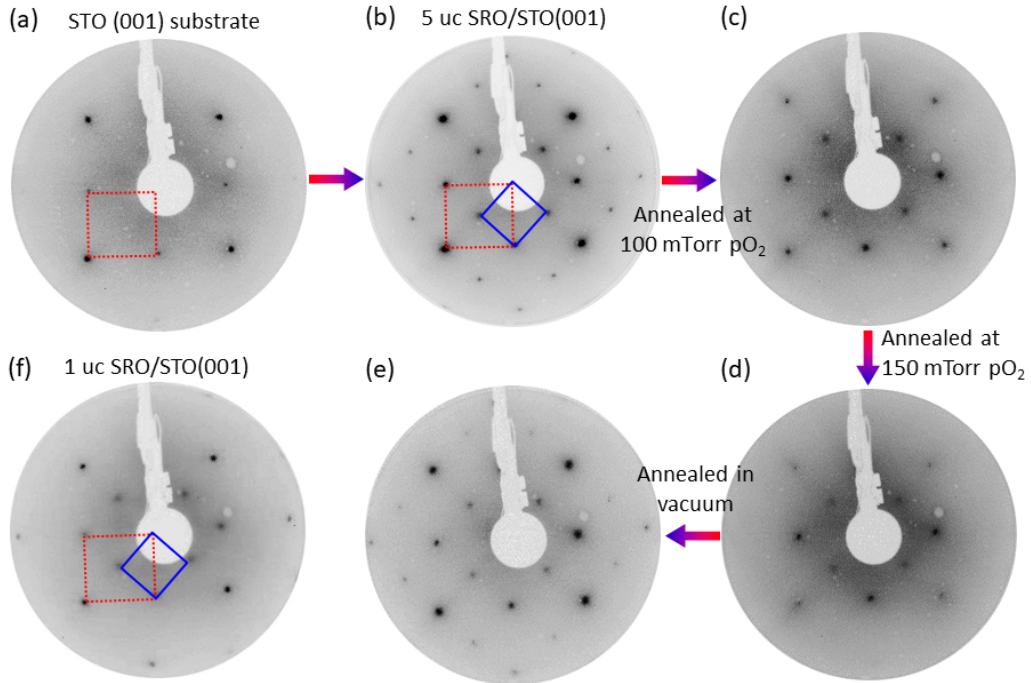 (a) STO (001) substrate
(b) 5 uc SRO/STO(001)
(c)
Annealed at
100 mTorr pO₂
Annealed at
150 mTorr pO₂
(f) 1 uc SRO/STO(001)
(e)
(d)
Annealed in
vacuum